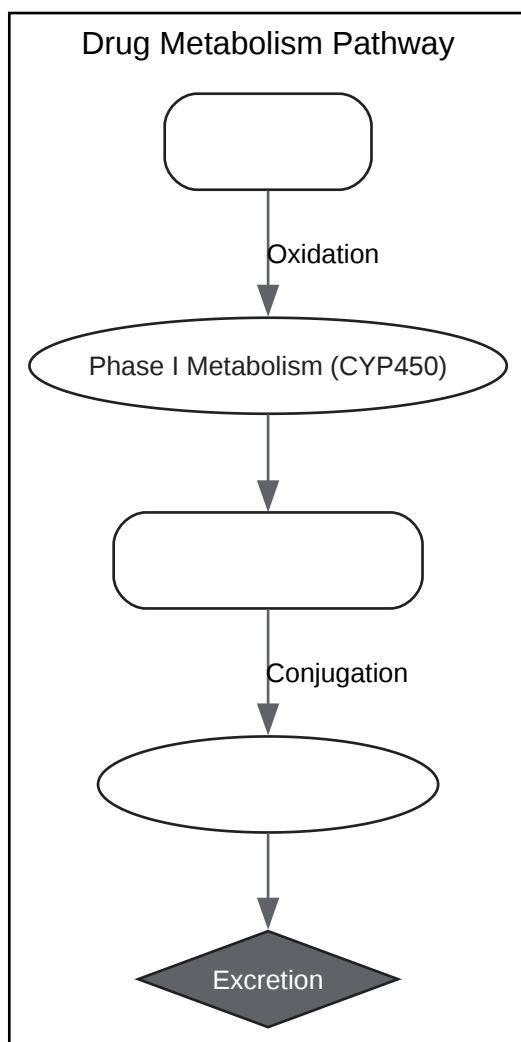 Drug Metabolism Pathway
Oxidation
Phase I Metabolism (CYP450)
Conjugation
Excretion